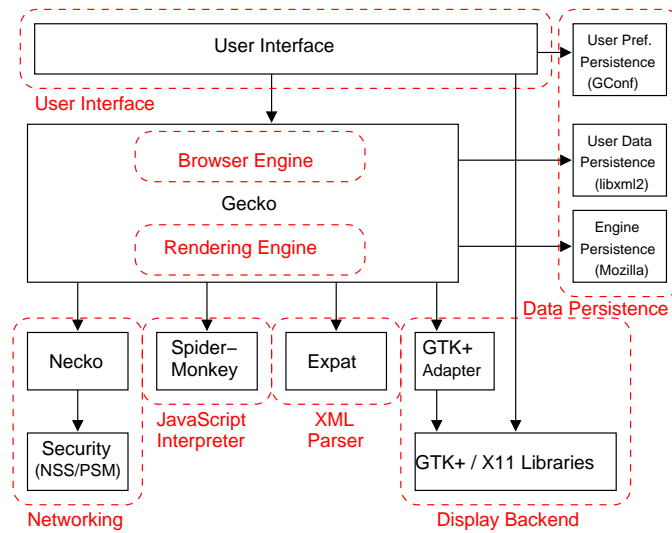 User Interface
User Interface
User Pref.
Persistence
(GConf)
Browser Engine
Gecko
Rendering Engine
User Data
Persistence
(libxml2)
Engine
Persistence
(Mozilla)
Data Persistence
Necko
Spider–
Monkey
Expat
GTK+
Adapter
JavaScript
Interpreter
XML
Parser
Security
(NSS/PSM)
GTK+ / X11 Libraries
Networking
Display Backend